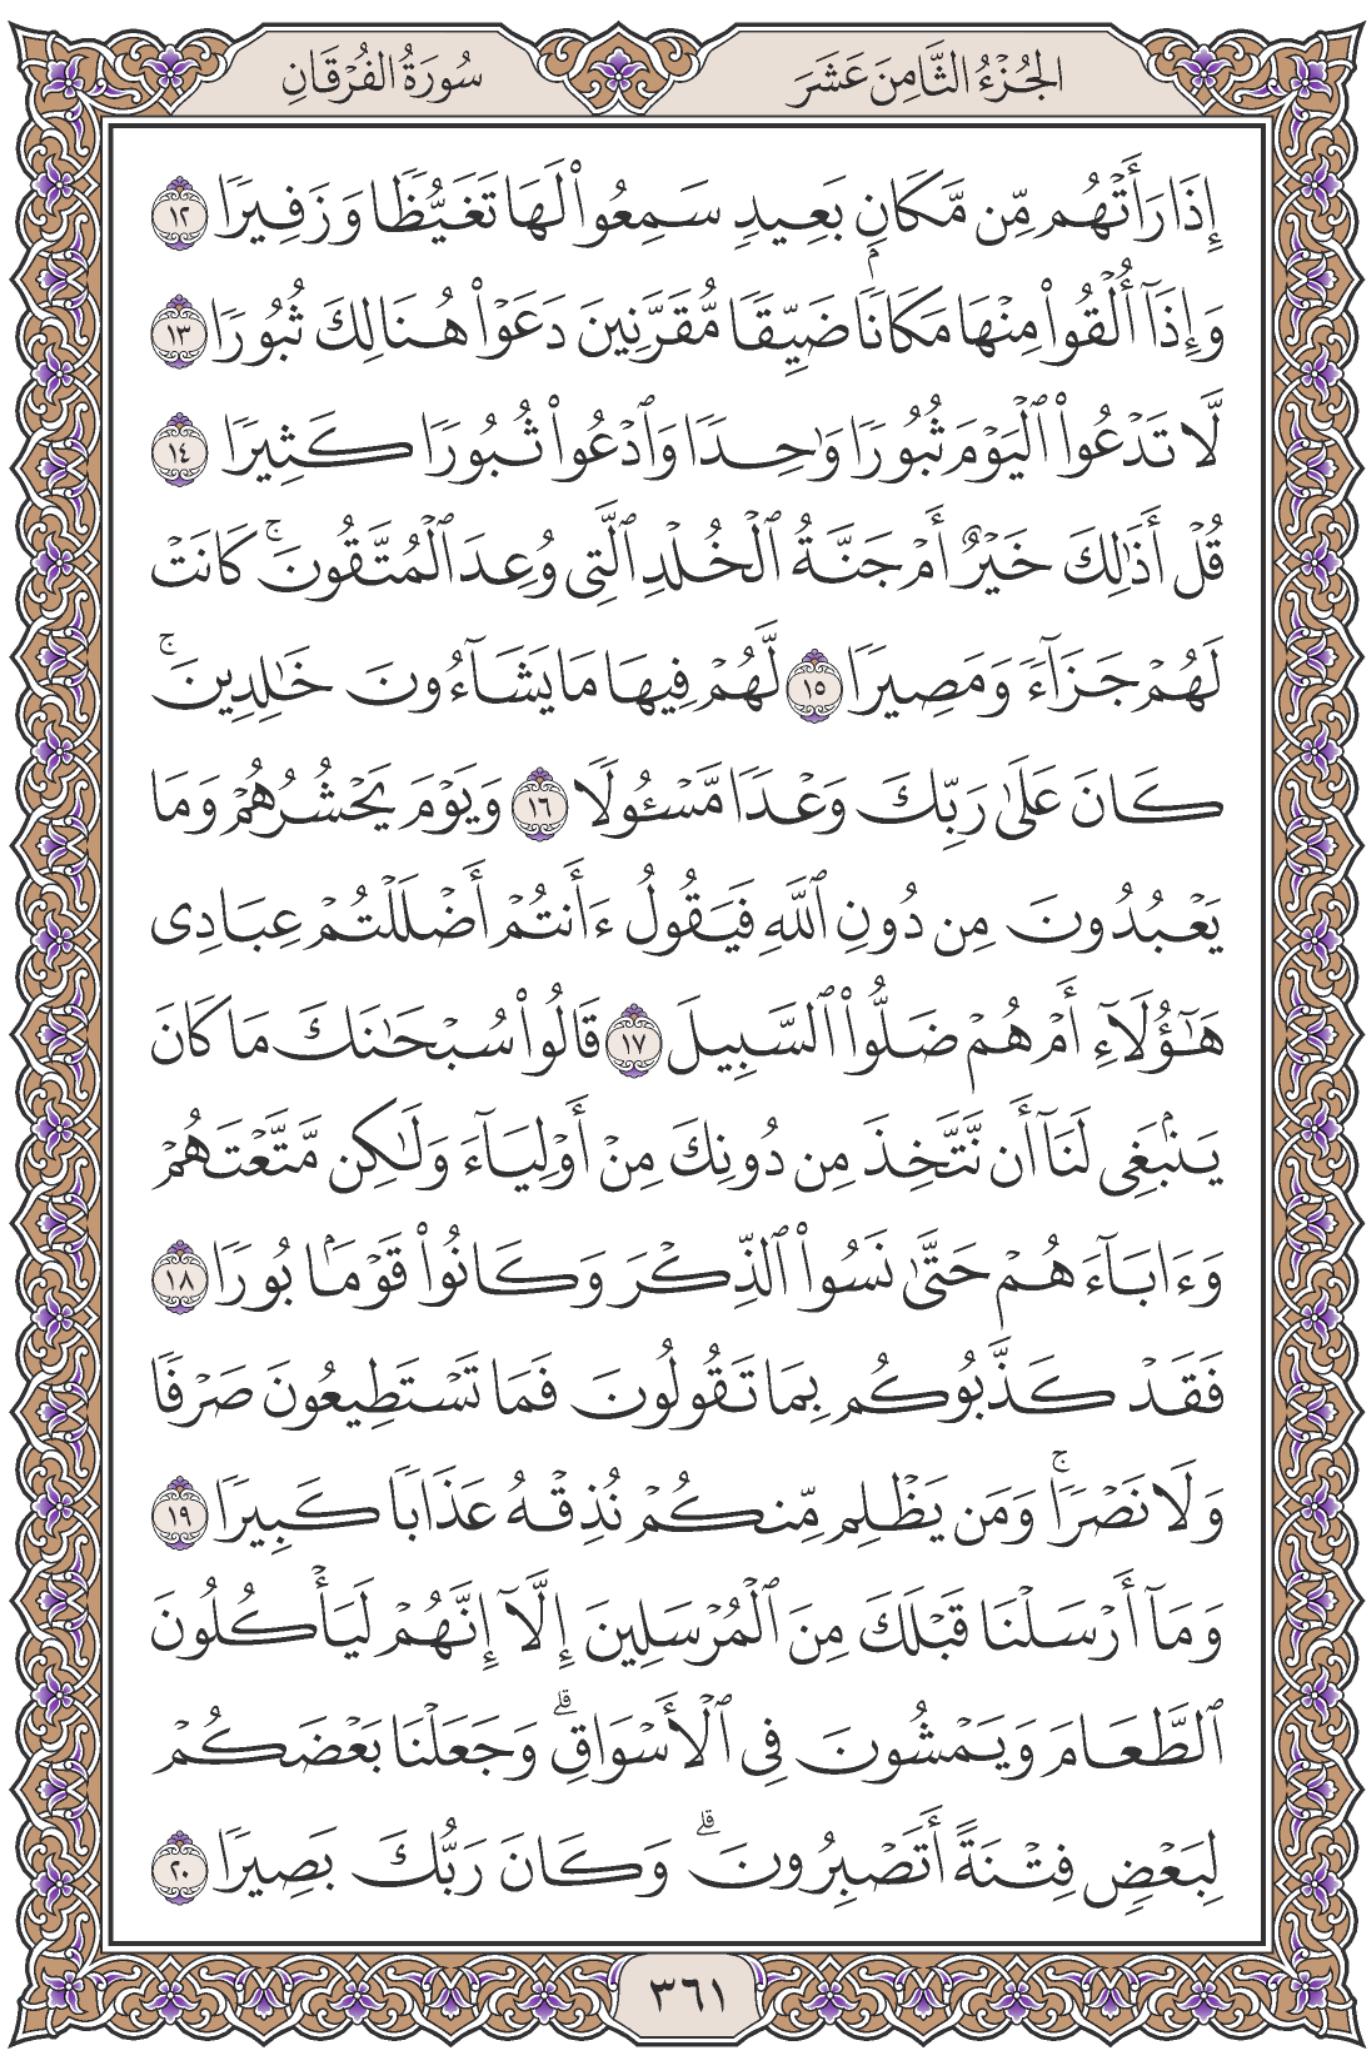 الجُزْءُ الثَّامِنَ عَشَرَ
سُورَةُ الفُرْقَانِ
إِذَا رَأَتْهُم مِّن مَّكَانِۭ بَعِيدٖ سَمِعُواْ لَهَا تَغَيُّظٗا وَزَفِيرٗا ١٢
وَإِذَآ أُلۡقُواْ مِنۡهَا مَكَانٗا ضَيِّقٗا مُّقَرَّنِينَ دَعَوۡاْ هُنَالِكَ ثُبُورٗا ١٣
لَّا تَدۡعُواْ ٱلۡيَوۡمَ ثُبُورٗا وَٰحِدٗا وَٱدۡعُواْ ثُبُورٗا كَثِيرٗا ١٤
قُلۡ أَذَٰلِكَ خَيۡرٌ أَمۡ جَنَّةُ ٱلۡخُلۡدِ ٱلَّتِي وُعِدَ ٱلۡمُتَّقُونَۚ كَانَتۡ
لَهُمۡ جَزَآءٗ وَمَصِيرٗا ١٥ لَّهُمۡ فِيهَا مَا يَشَآءُونَ خَٰلِدِينَۚ
كَانَ عَلَىٰ رَبِّكَ وَعۡدٗا مَّسۡـُٔولٗا ١٦ وَيَوۡمَ يَحۡشُرُهُمۡ وَمَا
يَعۡبُدُونَ مِن دُونِ ٱللَّهِ فَيَقُولُ ءَأَنتُمۡ أَضۡلَلۡتُمۡ عِبَادِي
هَٰٓؤُلَآءِ أَمۡ هُمۡ ضَلُّواْ ٱلسَّبِيلَ ١٧ قَالُواْ سُبۡحَٰنَكَ مَا كَانَ
يَنۢبَغِي لَنَآ أَن نَّتَّخِذَ مِن دُونِكَ مِنۡ أَوۡلِيَآءَ وَلَٰكِن مَّتَّعۡتَهُمۡ
وَءَابَآءَهُمۡ حَتَّىٰ نَسُواْ ٱلذِّكۡرَ وَكَانُواْ قَوۡمَۢا بُورٗا ١٨
فَقَدۡ كَذَّبُوكُم بِمَا تَقُولُونَ فَمَا تَسۡتَطِيعُونَ صَرۡفٗا
وَلَا نَصۡرٗاۚ وَمَن يَظۡلِم مِّنكُمۡ نُذِقۡهُ عَذَابٗا كَبِيرٗا ١٩
وَمَآ أَرۡسَلۡنَا قَبۡلَكَ مِنَ ٱلۡمُرۡسَلِينَ إِلَّآ إِنَّهُمۡ لَيَأۡكُلُونَ
ٱلطَّعَامَ وَيَمۡشُونَ فِي ٱلۡأَسۡوَاقِۗ وَجَعَلۡنَا بَعۡضَكُمۡ
لِبَعۡضٖ فِتۡنَةً أَتَصۡبِرُونَۗ وَكَانَ رَبُّكَ بَصِيرٗا ٢٠
٣٦١